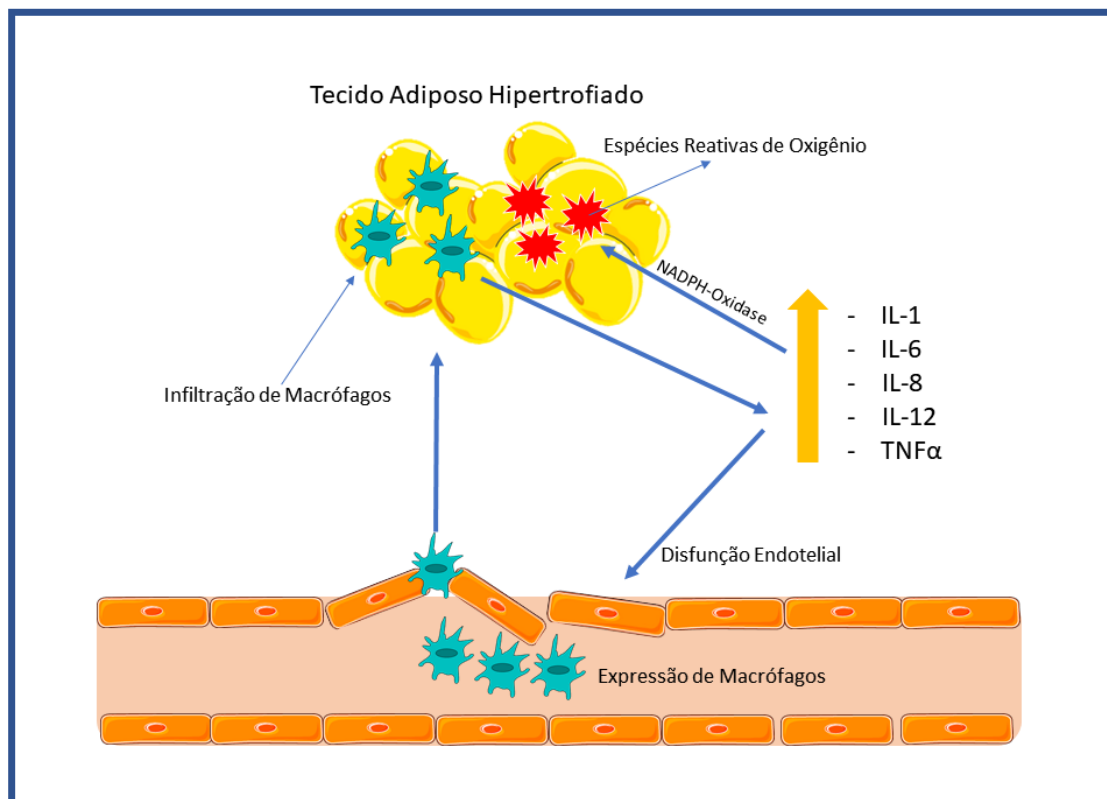 Tecido Adiposo Hipertrofiado
Espécies Reativas de Oxigênio
NADPH-Oxidase
- IL-1
- IL-6
- IL-8
- IL-12
- TNFα
Infiltração de Macrófagos
Disfunção Endotelial
Expressão de Macrófagos